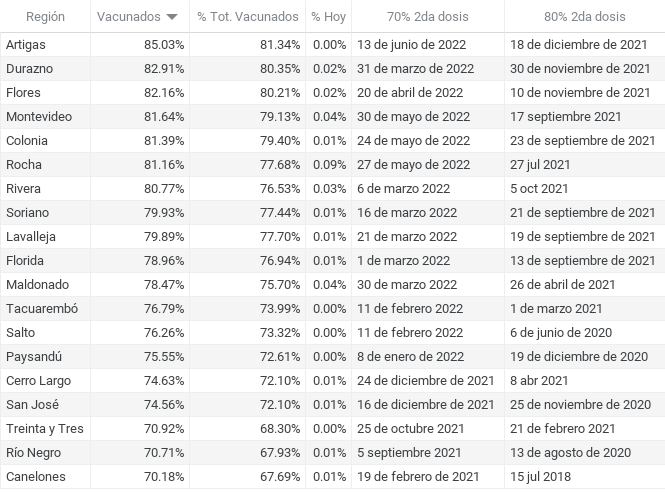 Región Vacunados % Tot. Vacunados % Hoy 70% 2da dosis 80% 2da dosis
Artigas 85.03% 81.34% 0.00% 13 de junio de 2022 18 de diciembre de 2021
Durazno 82.91% 80.35% 0.02% 31 de marzo de 2022 30 de noviembre de 2021
Flores 82.16% 80.21% 0.02% 20 de abril de 2022 10 de noviembre de 2021
Montevideo 81.64% 79.13% 0.04% 30 de mayo de 2022 17 septiembre 2021
Colonia 81.39% 79.40% 0.01% 24 de mayo de 2022 23 de septiembre de 2021
Rocha 81.16% 77.68% 0.09% 27 de mayo de 2022 27 jul 2021
Rivera 80.77% 76.53% 0.03% 6 de marzo 2022 5 oct 2021
Soriano 79.93% 77.44% 0.01% 16 de marzo 2022 21 de septiembre de 2021
Lavalleja 79.89% 77.70% 0.01% 21 de marzo 2022 19 de septiembre de 2021
Florida 78.96% 76.94% 0.01% 1 de marzo 2022 13 de septiembre de 2021
Maldonado 78.47% 75.70% 0.04% 30 de marzo 2022 26 de abril de 2021
Tacuarembó 76.79% 73.99% 0.00% 11 de febrero 2022 1 de marzo 2021
Salto 76.26% 73.32% 0.00% 11 de febrero 2022 6 de junio de 2020
Paysandú 75.55% 72.61% 0.00% 8 de enero de 2022 19 de diciembre de 2020
Cerro Largo 74.63% 72.10% 0.01% 24 de diciembre de 2021 8 abr 2021
San José 74.56% 72.10% 0.01% 16 de diciembre de 2021 25 de noviembre de 2020
Treinta y Tres 70.92% 68.30% 0.00% 25 de octubre 2021 21 de febrero de 2021
Río Negro 70.71% 67.93% 0.01% 5 septiembre 2021 13 de agosto de 2020
Canelones 70.18% 67.69% 0.01% 19 de febrero de 2021 15 jul 2018